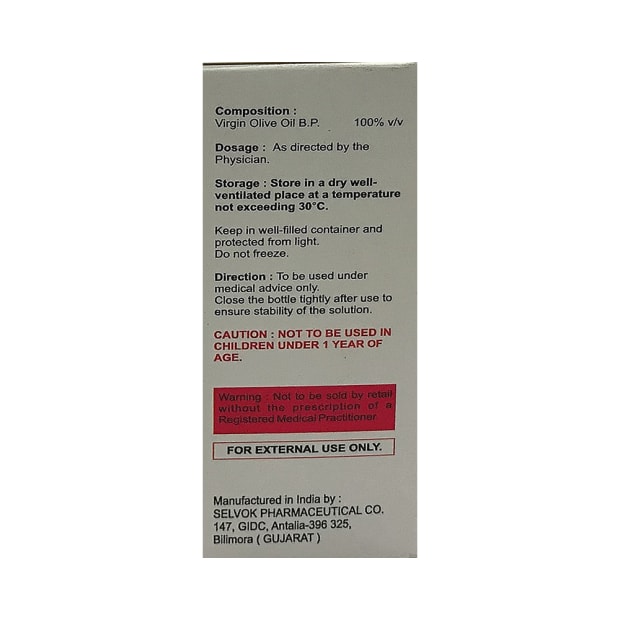 Composition :
Virgin Olive Oil B.P. 100% v/v
Dosage : As directed by the
Physician.
Storage : Store in a dry well-
ventilated place at a temperature
not exceeding 30°C.
Keep in well-filled container and
protected from light.
Do not freeze.
Direction : To be used under
medical advice only.
Close the bottle tightly after use to
ensure stability of the solution.
CAUTION : NOT TO BE USED IN
CHILDREN UNDER 1 YEAR OF
AGE.
Warning : Not to be sold by retail
without the prescription of a
Registered Medical Practitioner.
FOR EXTERNAL USE ONLY.
Manufactured in India by :
SELVOK PHARMACEUTICAL CO.
147, GIDC, Antalia-396 325,
Bilimora ( GUJARAT )